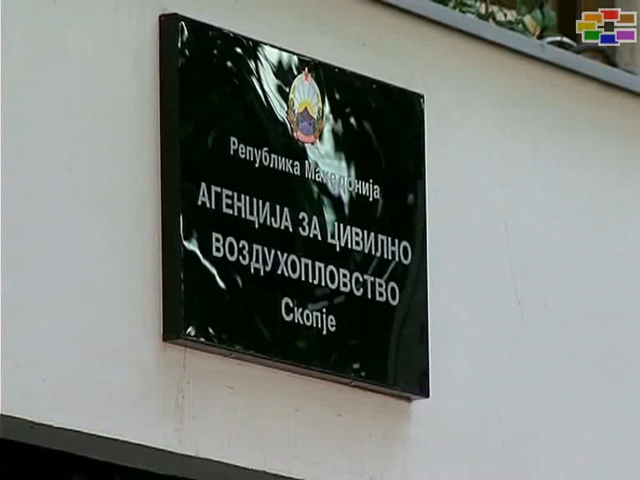 Република Македонија
АГЕНЦИЈА ЗА ЦИВИЛНО
ВОЗДУХОПЛОВСТВО
Скопје